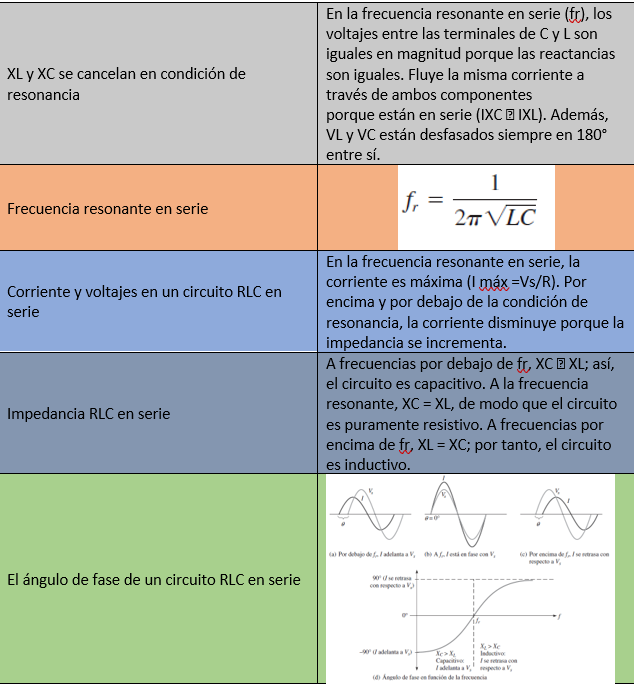 XL y XC se cancelan en condición de
resonancia
En la frecuencia resonante en serie (fr), los
voltajes entre las terminales de C y L son
iguales en magnitud porque las reactancias
son iguales. Fluye la misma corriente a
través de ambos componentes
porque están en serie (IXC ⍰ IXL). Además,
VL y VC están desfasados siempre en 180°
entre sí.
Frecuencia resonante en serie
f_r = 1 / 2π√LC
Corriente y voltajes en un circuito RLC en
serie
En la frecuencia resonante en serie, la
corriente es máxima (I máx =Vs/R). Por
encima y por debajo de la condición de
resonancia, la corriente disminuye porque la
impedancia se incrementa.
Impedancia RLC en serie
A frecuencias por debajo de fr, XC ⍰ XL; así,
el circuito es capacitivo. A la frecuencia
resonante, XC = XL, de modo que el circuito
es puramente resistivo. A frecuencias por
encima de fr, XL = XC; por tanto, el circuito
es inductivo.
El ángulo de fase de un circuito RLC en serie
V_s I θ
I V_s θ = 0°
V_s I θ
(a) Por debajo de f_r, I adelanta a V_s
(b) A f_r, I está en fase con V_s
(c) Por encima de f_r, I se retrasa con
respecto a V_s
90° (I se retrasa
con respecto a V_s)
0°
f_r
f
–90° (I adelanta a V_s)
X_C > X_L
Capacitivo:
I adelanta a V_s
X_L > X_C
Inductivo:
I se retrasa con
respecto a V_s
(d) Ángulo de fase en función de la frecuencia